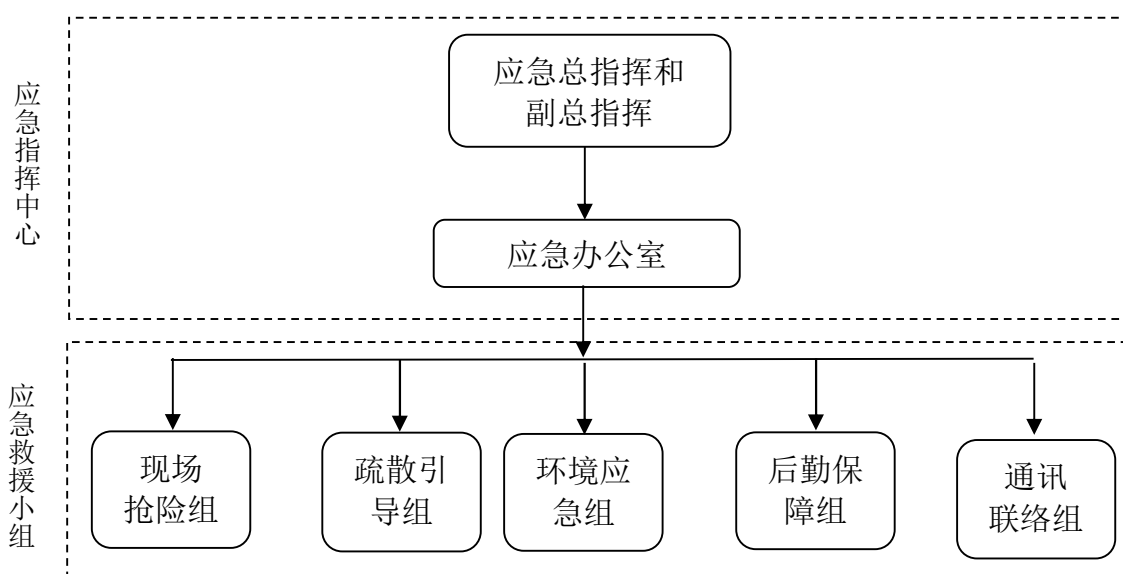 应急指挥中心
应急总指挥和
副总指挥
应急办公室
应急救援小组
现场
抢险组
疏散引
导组
环境应
急组
后勤保
障组
通讯
联络组